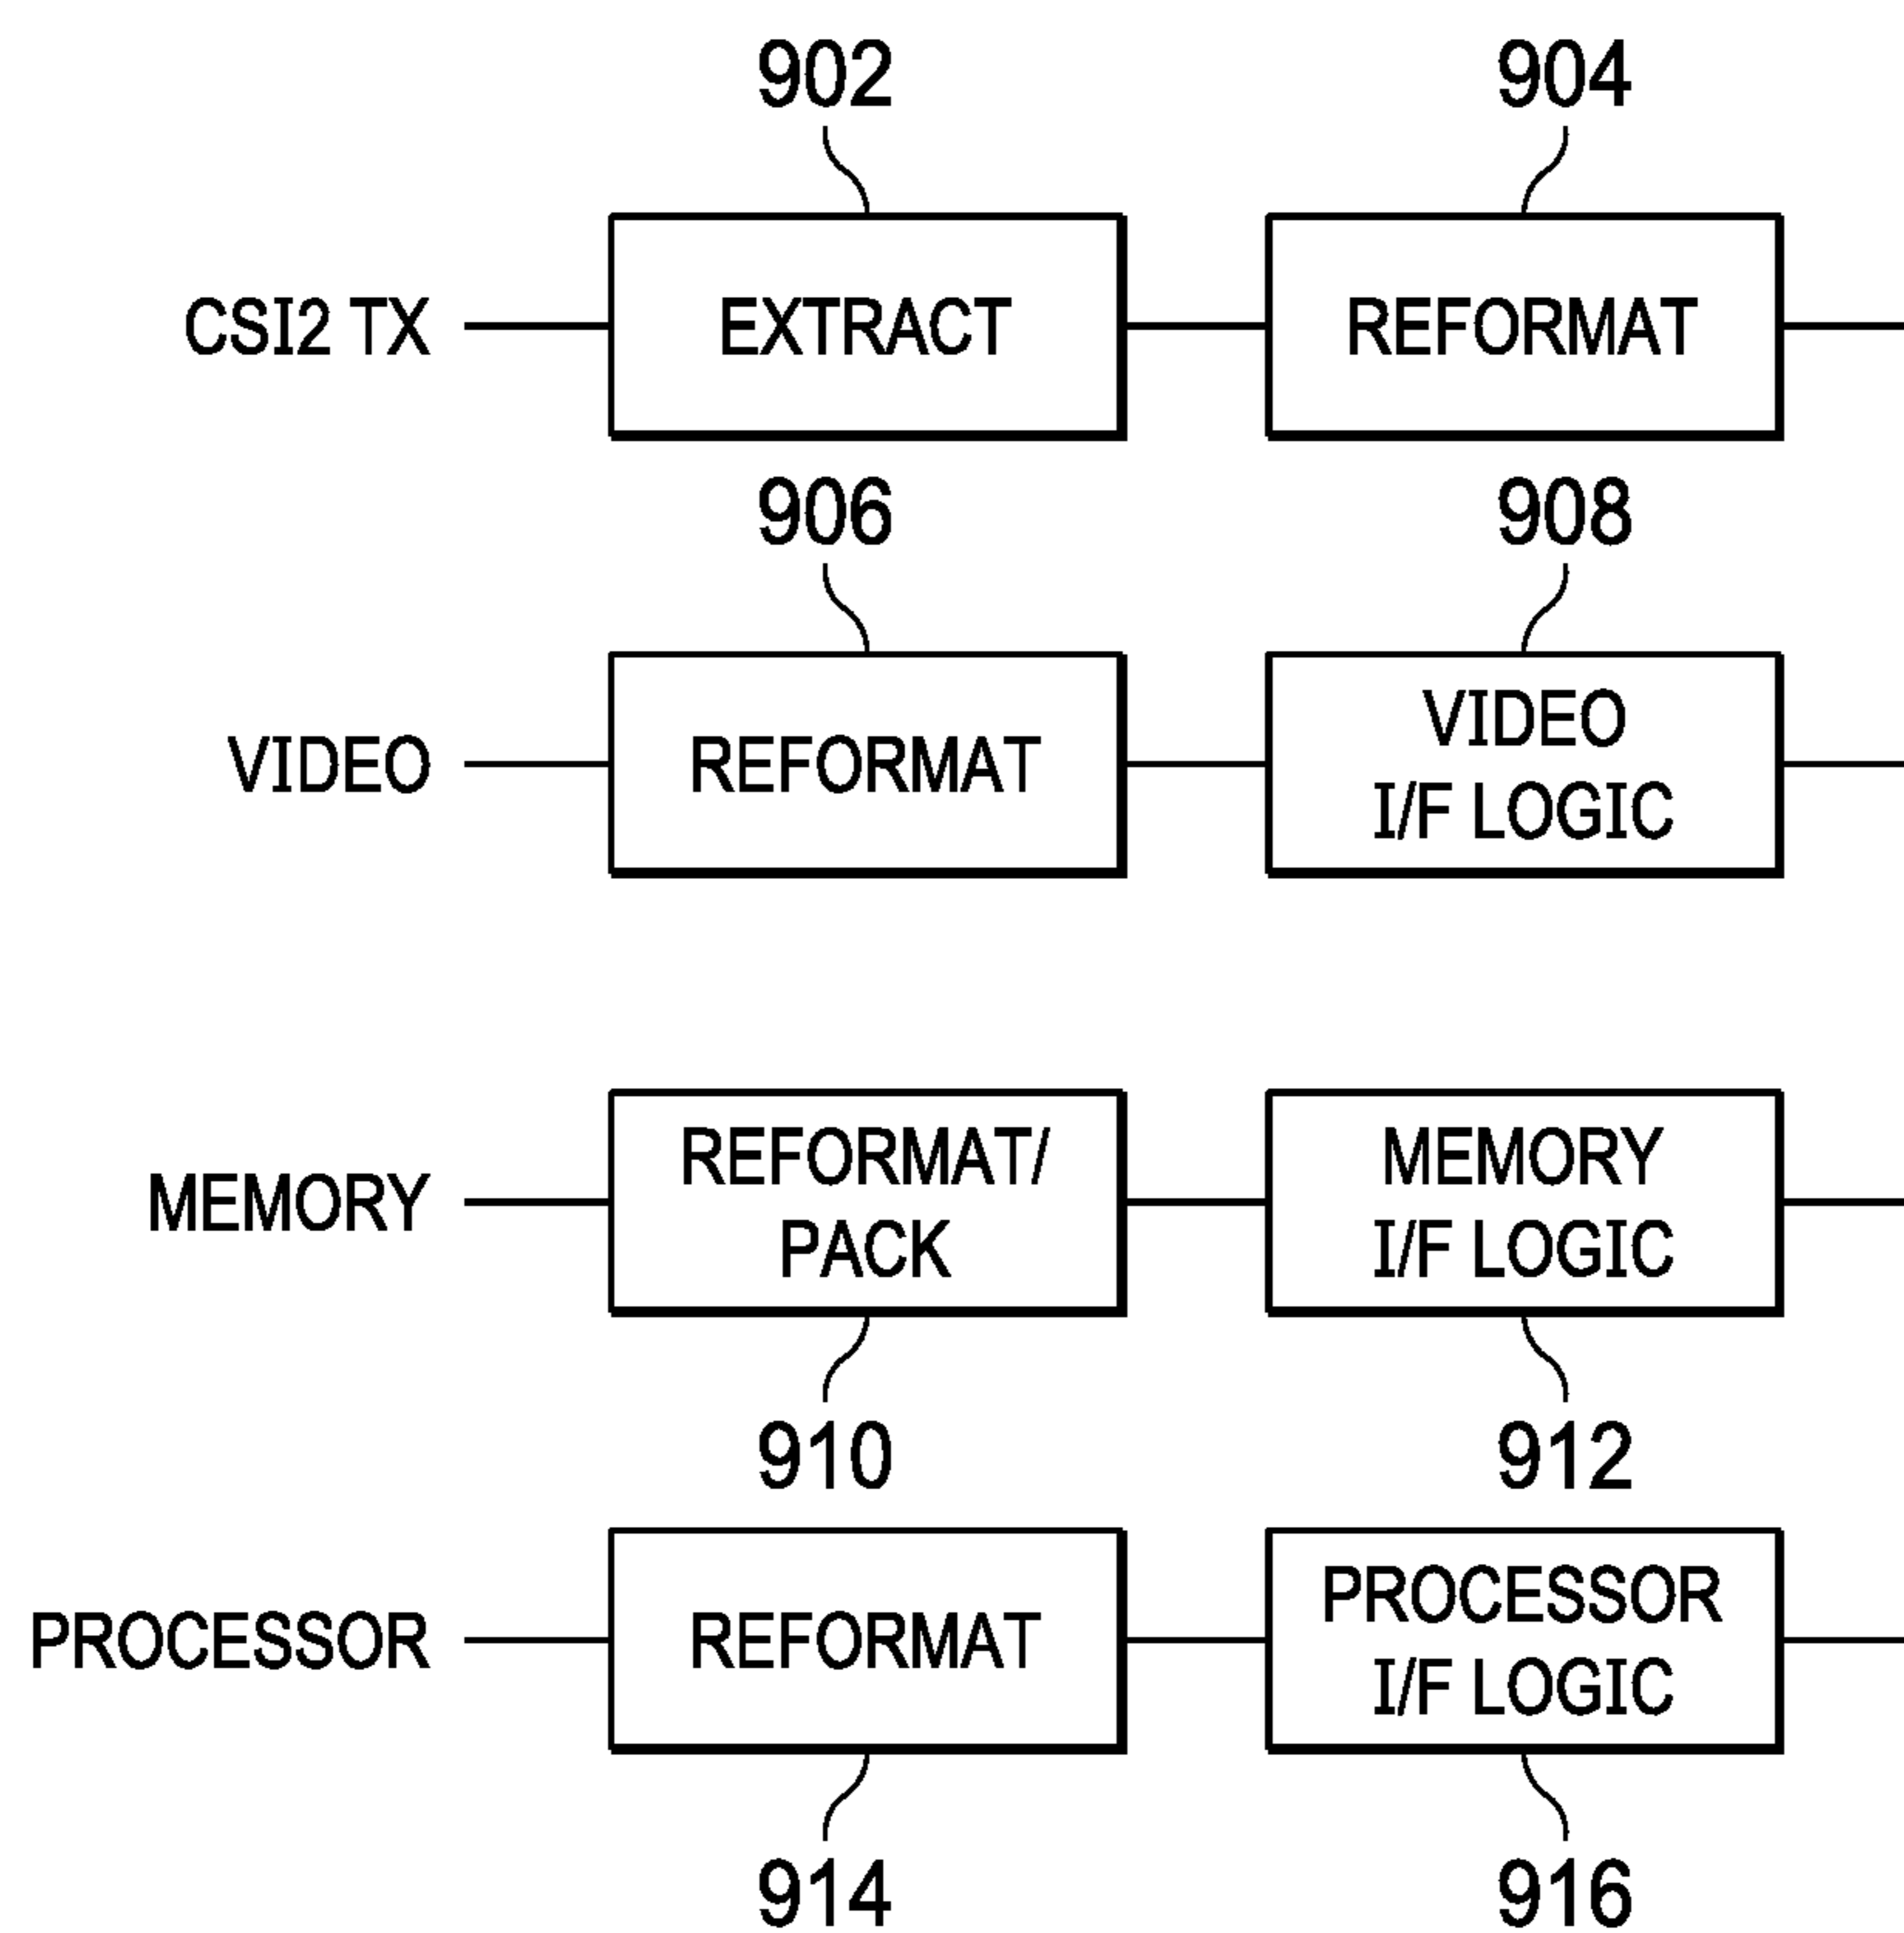 902
904
CSI2 TX
EXTRACT
REFORMAT
906
908
VIDEO
REFORMAT
VIDEO
I/F LOGIC
MEMORY
REFORMAT/
PACK
MEMORY
I/F LOGIC
910
912
PROCESSOR
REFORMAT
PROCESSOR
I/F LOGIC
914
916